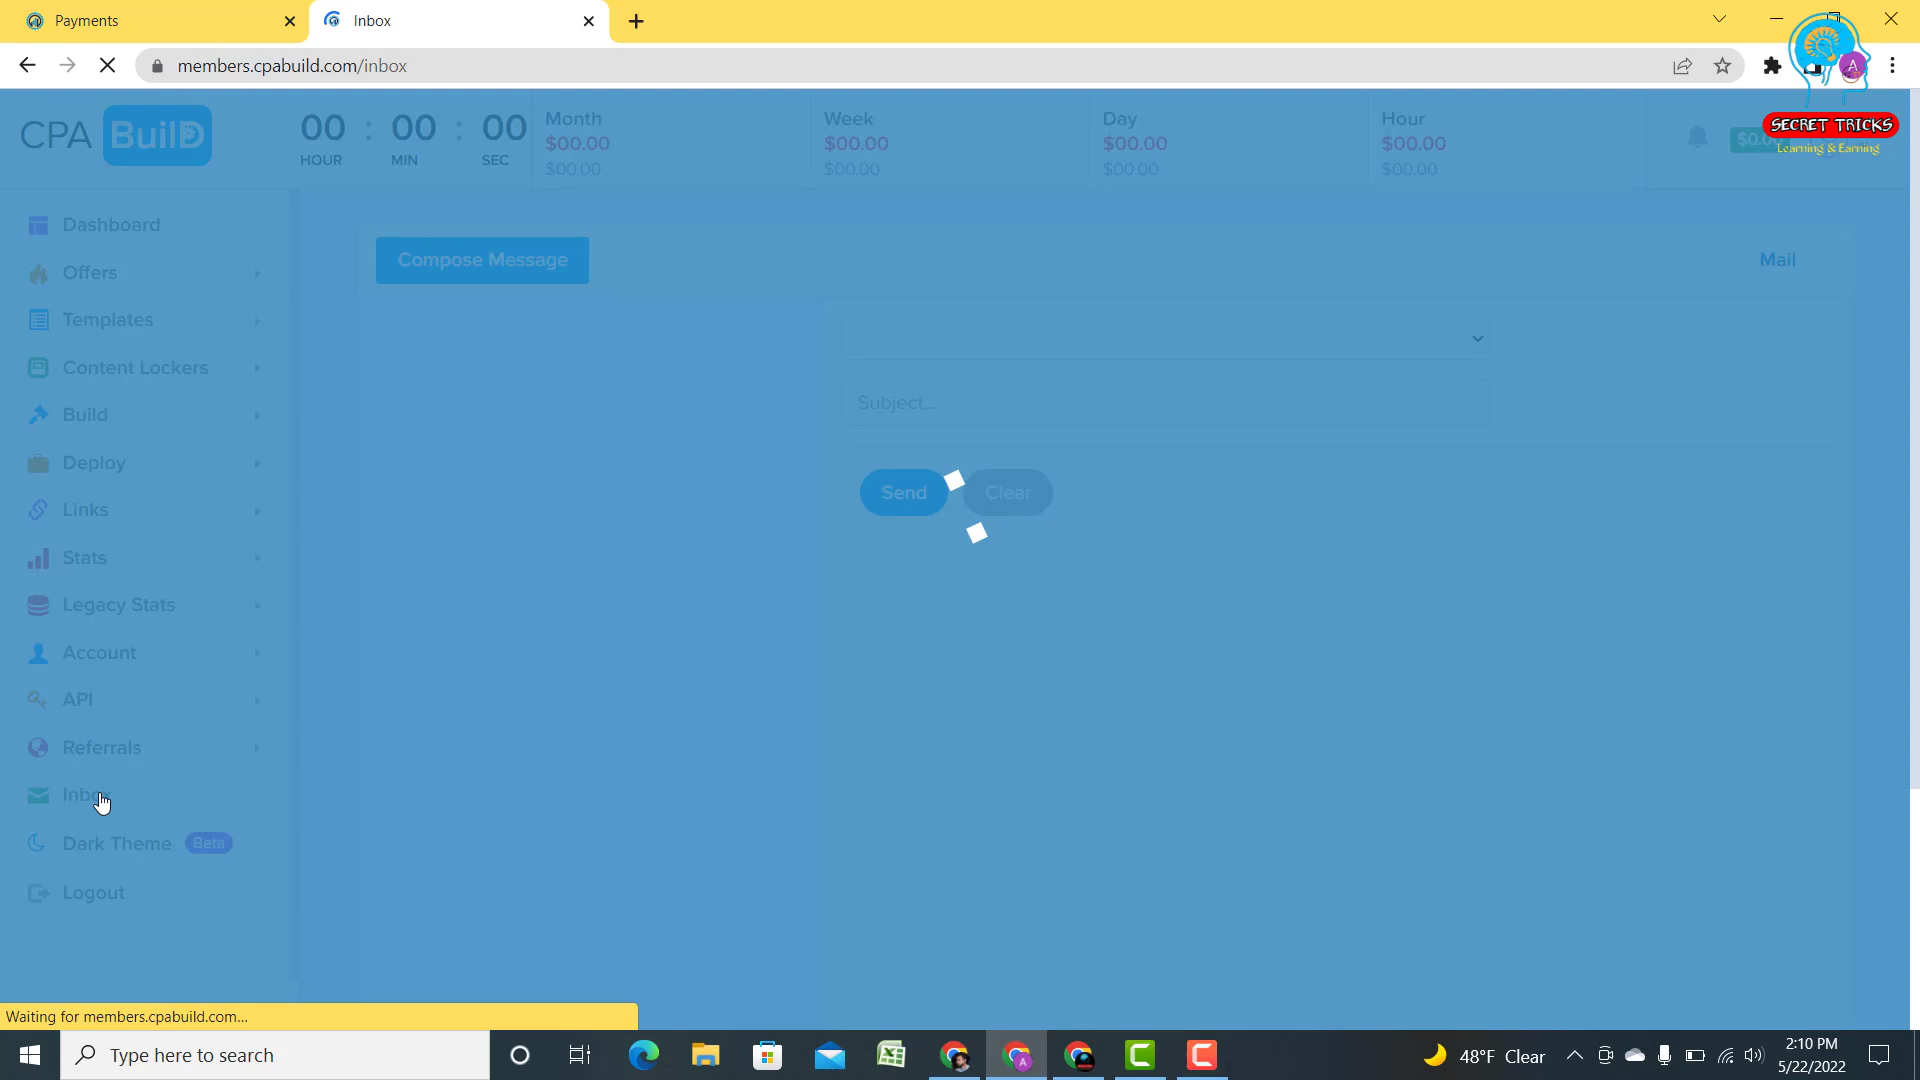 Payments
Inbox
members.cpabuild.com/inbox
CPA BuilD
00 : 00 : 00
HOUR MIN SEC
Month
$00.00
$00.00
Week
$00.00
$00.00
Day
$00.00
$00.00
Hour
$00.00
$00.00
A
SECRET TRICKS
Learning & Earning
Dashboard
Offers
Templates
Content Lockers
Build
Deploy
Links
Stats
Legacy Stats
Account
API
Referrals
Inbox
Dark Theme Beta
Logout
Compose Message
Mail
Subject...
Send
Clear
Waiting for members.cpabuild.com...
Type here to search
48°F Clear
2:10 PM
5/22/2022